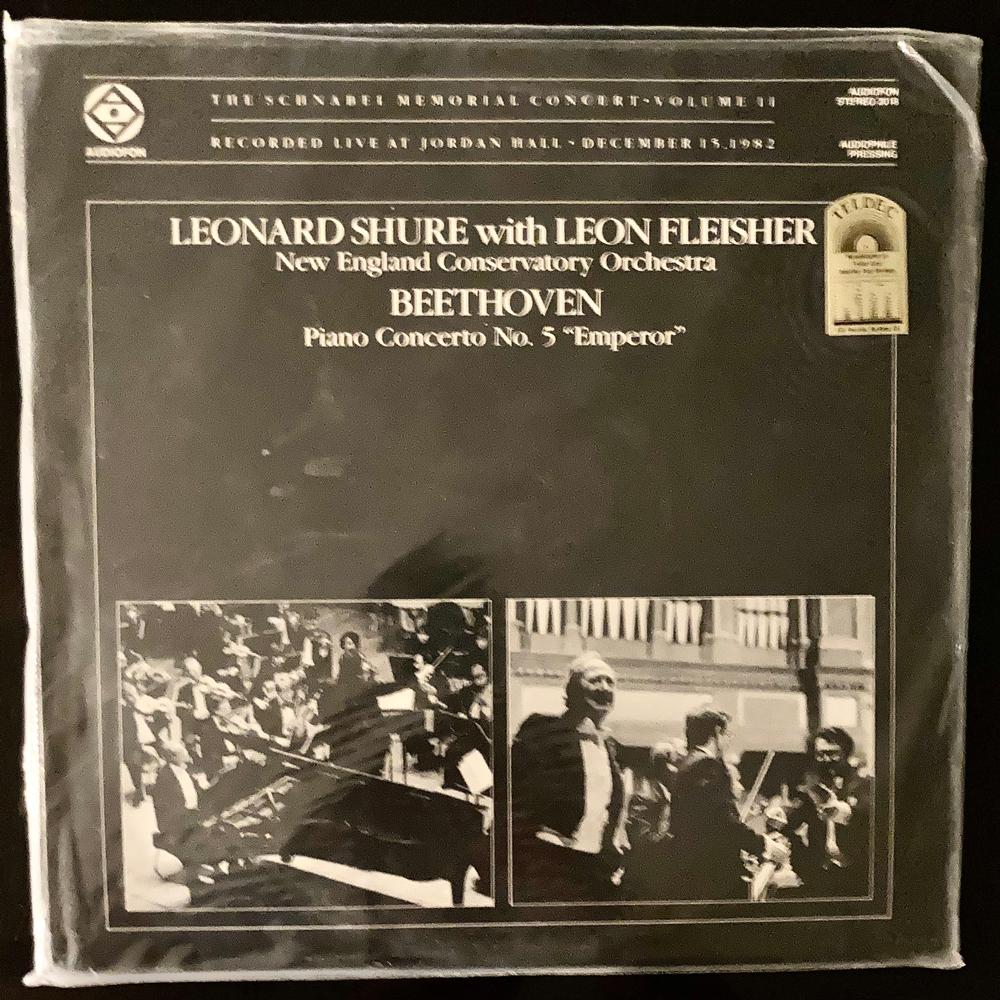 THE SCHNABEL MEMORIAL CONCERT • VOLUME II
AUDIOFON
STEREO 2018
RECORDED LIVE AT JORDAN HALL • DECEMBER 15, 1982
AUDIOFON
AUDIOPHILE
PRESSING
LEONARD SHURE with LEON FLEISHER
New England Conservatory Orchestra
BEETHOVEN
Piano Concerto No. 5 “Emperor”
TELDEC